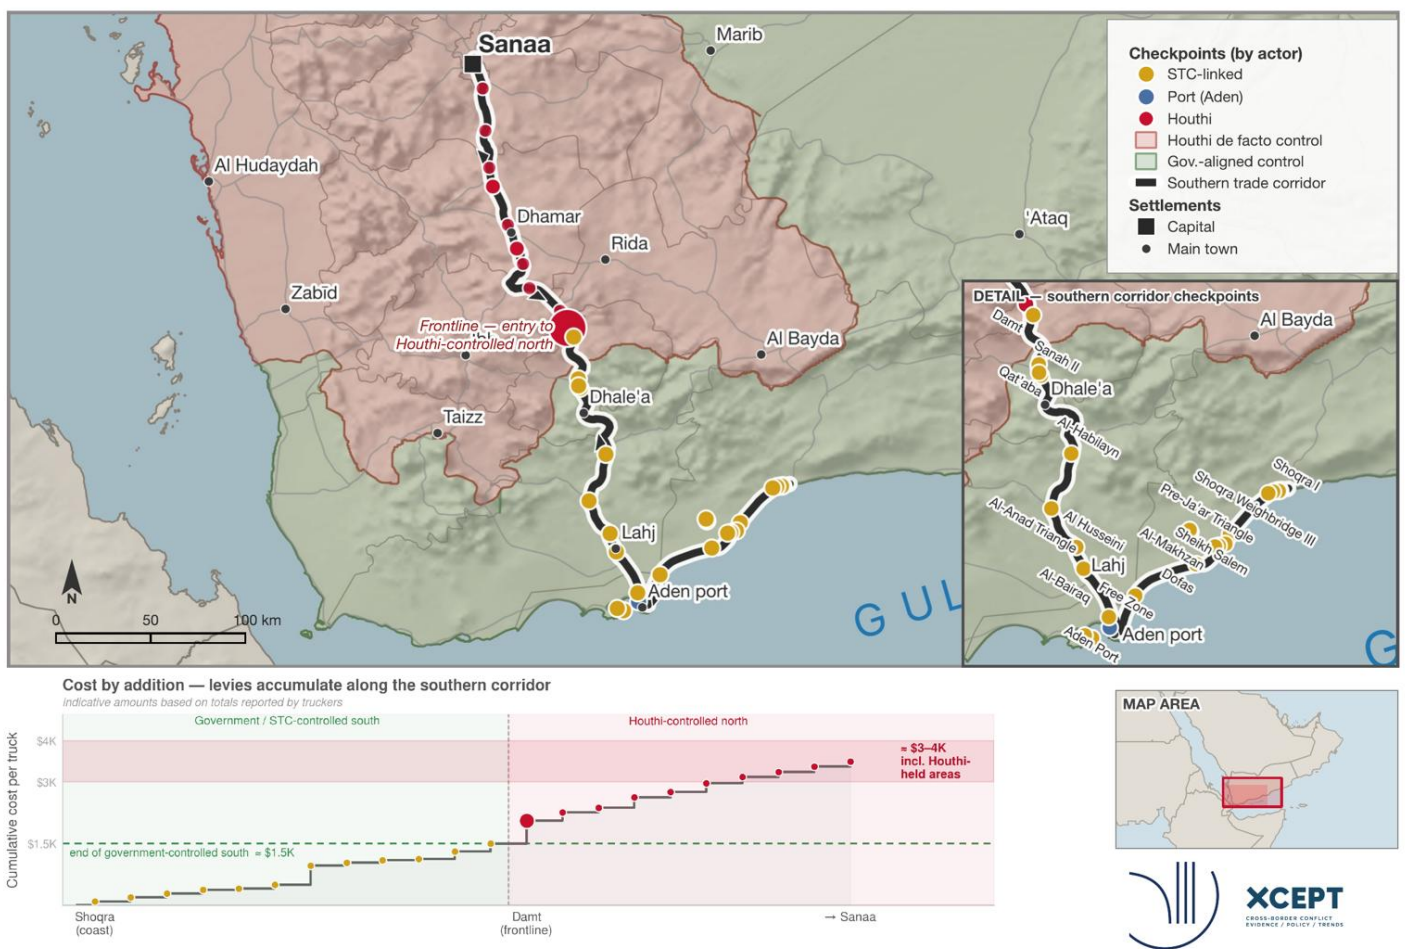 Sanaa
Marib
Al Hudaydah
Dhamar
Rida
'Ataq
Zabīd
Frontline — entry to
Houthi-controlled north
Al Bayda
Dhale'a
Taizz
Lahj
Aden port
GUL
N
0 50 100 km
Checkpoints (by actor)
STC-linked
Port (Aden)
Houthi
Houthi de facto control
Gov.-aligned control
Southern trade corridor
Settlements
Capital
Main town
DETAIL — southern corridor checkpoints
Damt
Al Bayda
Sanah II
Qat'aba
Dhale'a
Al-Habilayn
Shoqra I
Shoqra Weighbridge III
Pre-Ja'ar Triangle
Al-Anad Triangle
Al Husseini
Sheikh Salem
Al-Makhzan
Lahj
Dofas
Al-Bairaq
Free Zone
Aden port
Aden Port
G
Cost by addition — levies accumulate along the southern corridor
indicative amounts based on totals reported by truckers
Government / STC-controlled south
Houthi-controlled north
Cumulative cost per truck
$4K
$3K
$1.5K
≈ $3–4K
incl. Houthi-
held areas
end of government-controlled south ≈ $1.5K
Shoqra
(coast)
Damt
(frontline)
→ Sanaa
MAP AREA
XCEPT
CROSS-BORDER CONFLICT
EVIDENCE / POLICY / TRENDS